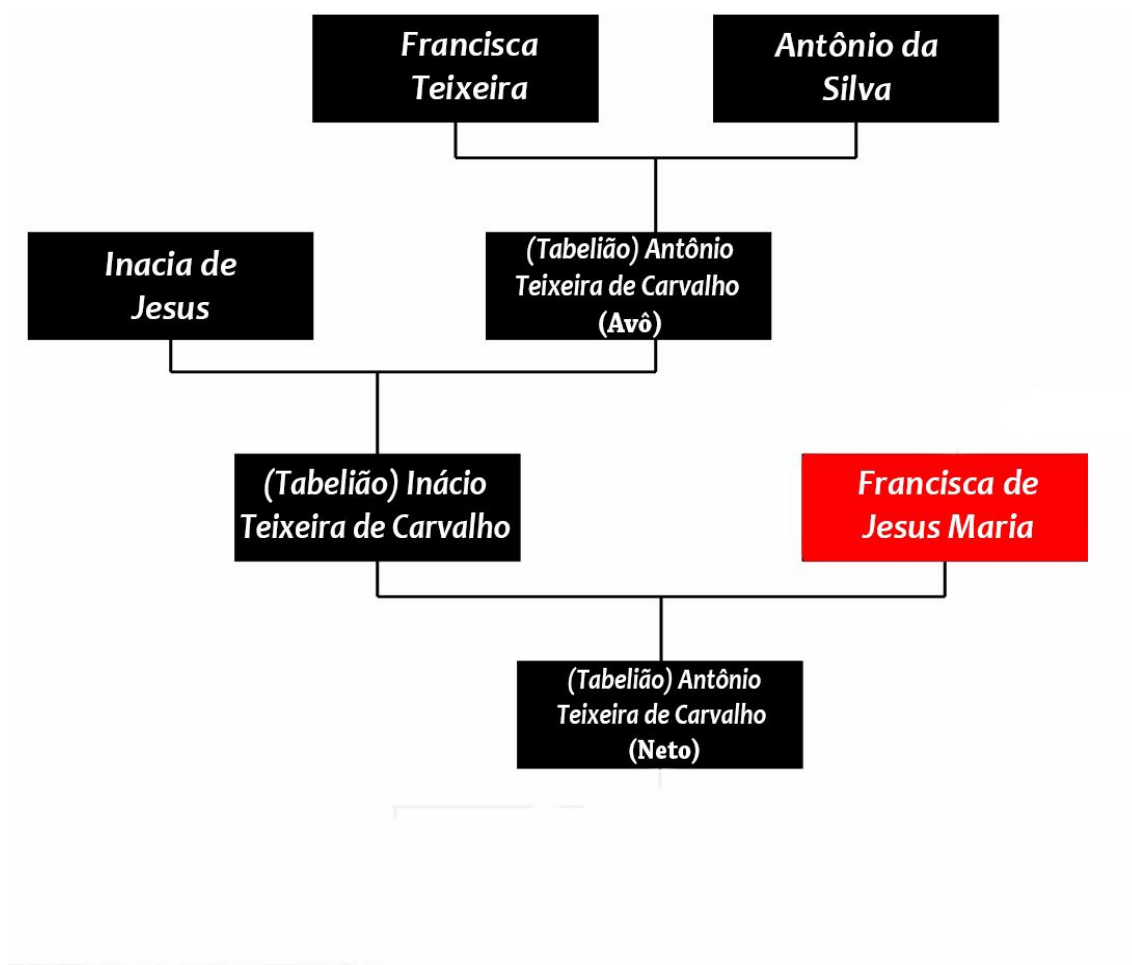 Francisca
Teixeira
Antônio da
Silva
Inacia de
Jesus
(Tabelião) Antônio
Teixeira de Carvalho
(Avô)
(Tabelião) Inácio
Teixeira de Carvalho
Francisca de
Jesus Maria
(Tabelião) Antônio
Teixeira de Carvalho
(Neto)